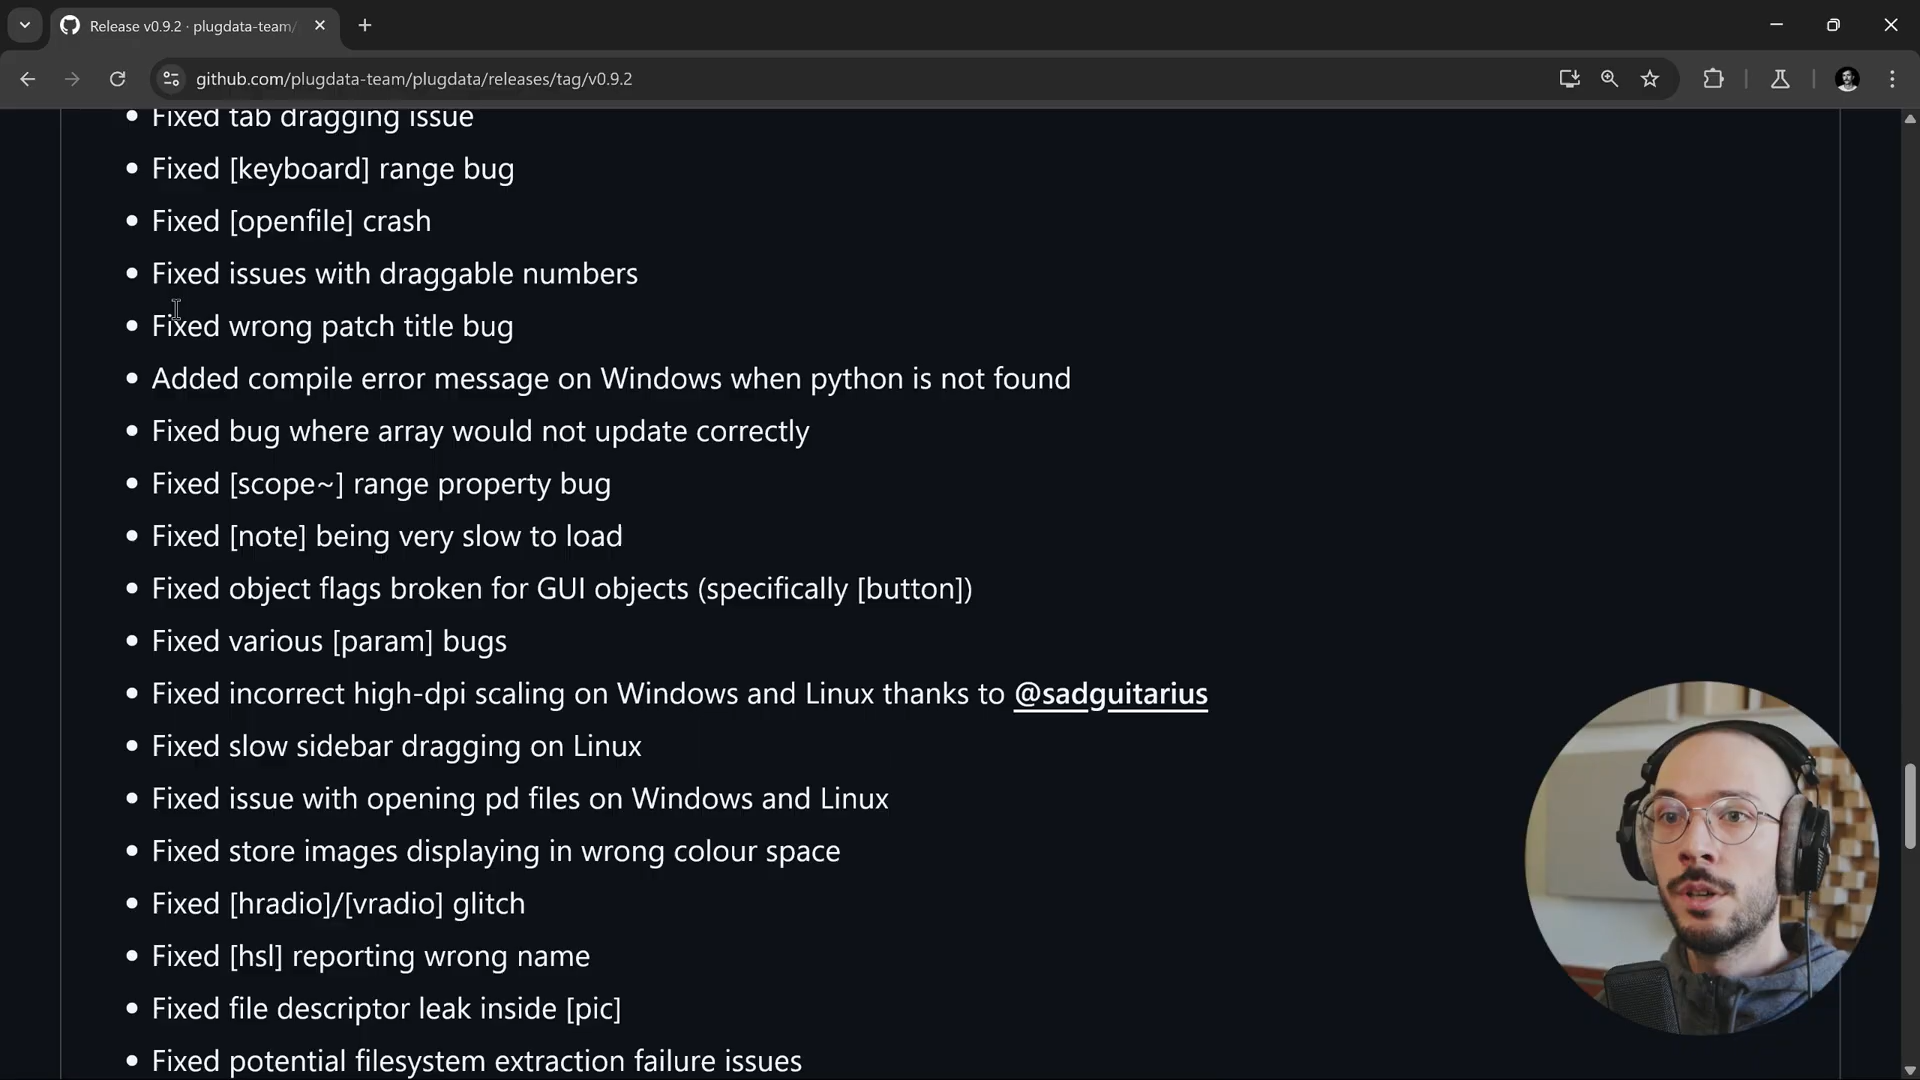 Release v0.9.2 · plugdata-team/
github.com/plugdata-team/plugdata/releases/tag/v0.9.2
Fixed tab dragging issue
Fixed [keyboard] range bug
Fixed [openfile] crash
Fixed issues with draggable numbers
Fixed wrong patch title bug
Added compile error message on Windows when python is not found
Fixed bug where array would not update correctly
Fixed [scope~] range property bug
Fixed [note] being very slow to load
Fixed object flags broken for GUI objects (specifically [button])
Fixed various [param] bugs
Fixed incorrect high-dpi scaling on Windows and Linux thanks to @sadguitarius
Fixed slow sidebar dragging on Linux
Fixed issue with opening pd files on Windows and Linux
Fixed store images displaying in wrong colour space
Fixed [hradio]/[vradio] glitch
Fixed [hsl] reporting wrong name
Fixed file descriptor leak inside [pic]
Fixed potential filesystem extraction failure issues